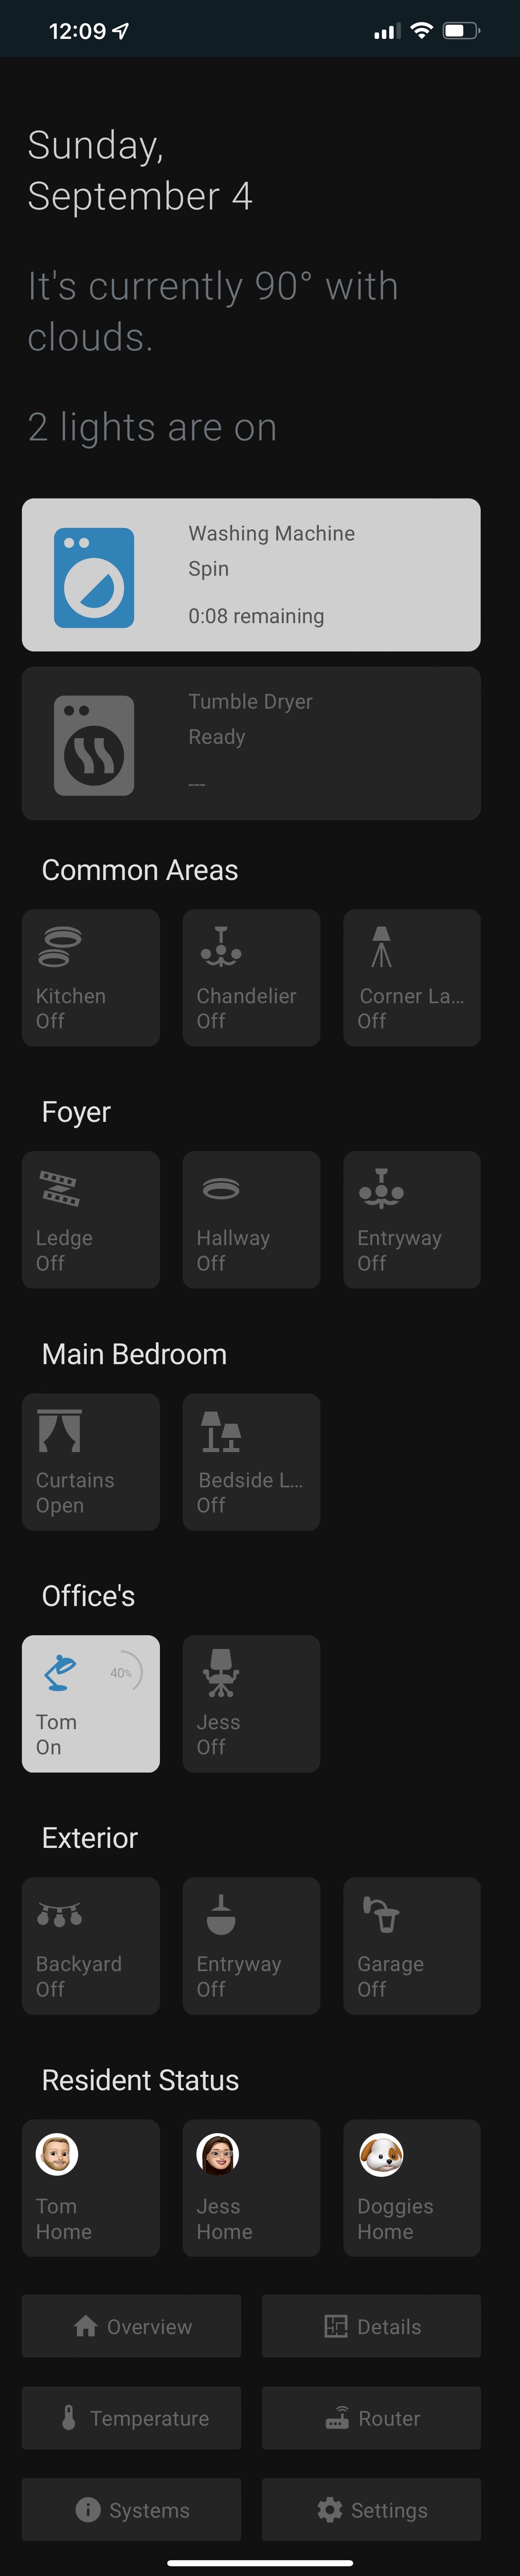 12:09
Sunday,
September 4
It's currently 90° with
clouds.
2 lights are on
Washing Machine
Spin
0:08 remaining
Tumble Dryer
Ready
---
Common Areas
Kitchen Chandelier Corner La...
Off Off Off
Foyer
Ledge Hallway Entryway
Off Off Off
Main Bedroom
Curtains Bedside L...
Open Off
Office's
40%
Tom Jess
On Off
Exterior
Backyard Entryway Garage
Off Off Off
Resident Status
Tom Jess Doggies
Home Home Home
Overview Details
Temperature Router
Systems Settings